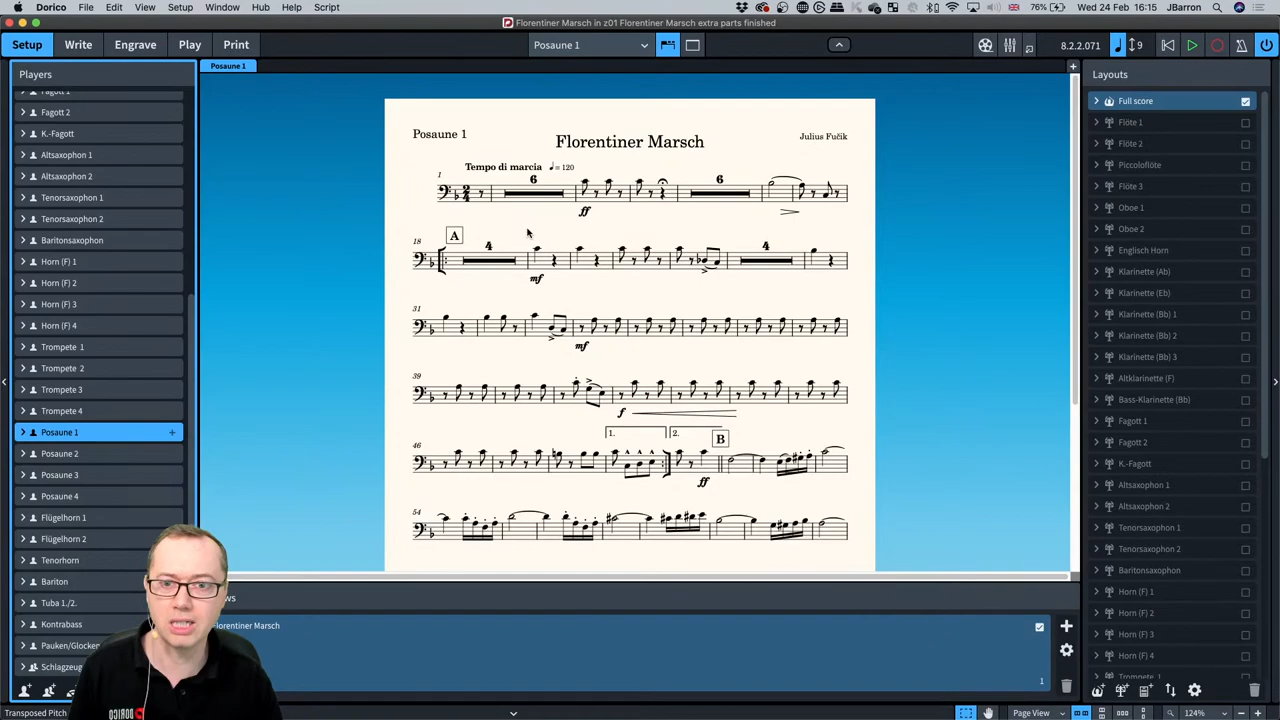 Dorico File Edit View Setup Library Window Hub Help Script 76% Wed 24 Feb 16:15 JBarron
Florentiner Marsch in z01 Florentiner Marsch extra parts finished
Setup Write Engrave Play Print Posaune 1 8.2.2.071 9
Players Posaune 1 Layouts
Fagott 1
Fagott 2
K.-Fagott
Altsaxophon 1
Altsaxophon 2
Tenorsaxophon 1
Tenorsaxophon 2
Baritonsaxophon
Horn (F) 1
Horn (F) 2
Horn (F) 3
Horn (F) 4
Trompete 1
Trompete 2
Trompete 3
Trompete 4
Posaune 1
Posaune 2
Posaune 3
Posaune 4
Flügelhorn 1
Flügelhorn 2
Tenorhorn
Bariton
Tuba 1./2.
Kontrabass
Pauken/Glocken
Schlagzeug
Transposed Pitch
Posaune 1
Florentiner Marsch
Julius Fučik
Tempo di marcia ♩= 120
1 6 6
ff
A
18 4 4
mf
31
mf
39
f
1. 2. B
46
ff
54
ws
Florentiner Marsch
1
Full score
Flöte 1
Flöte 2
Piccoloflöte
Flöte 3
Oboe 1
Oboe 2
Englisch Horn
Klarinette (Ab)
Klarinette (Eb)
Klarinette (Bb) 1
Klarinette (Bb) 2
Klarinette (Bb) 3
Altklarinette (F)
Bass-Klarinette (Bb)
Fagott 1
Fagott 2
K.-Fagott
Altsaxophon 1
Altsaxophon 2
Tenorsaxophon 1
Tenorsaxophon 2
Baritonsaxophon
Horn (F) 1
Horn (F) 2
Horn (F) 3
Horn (F) 4
Trompete 1
Page View 124%
DORICO